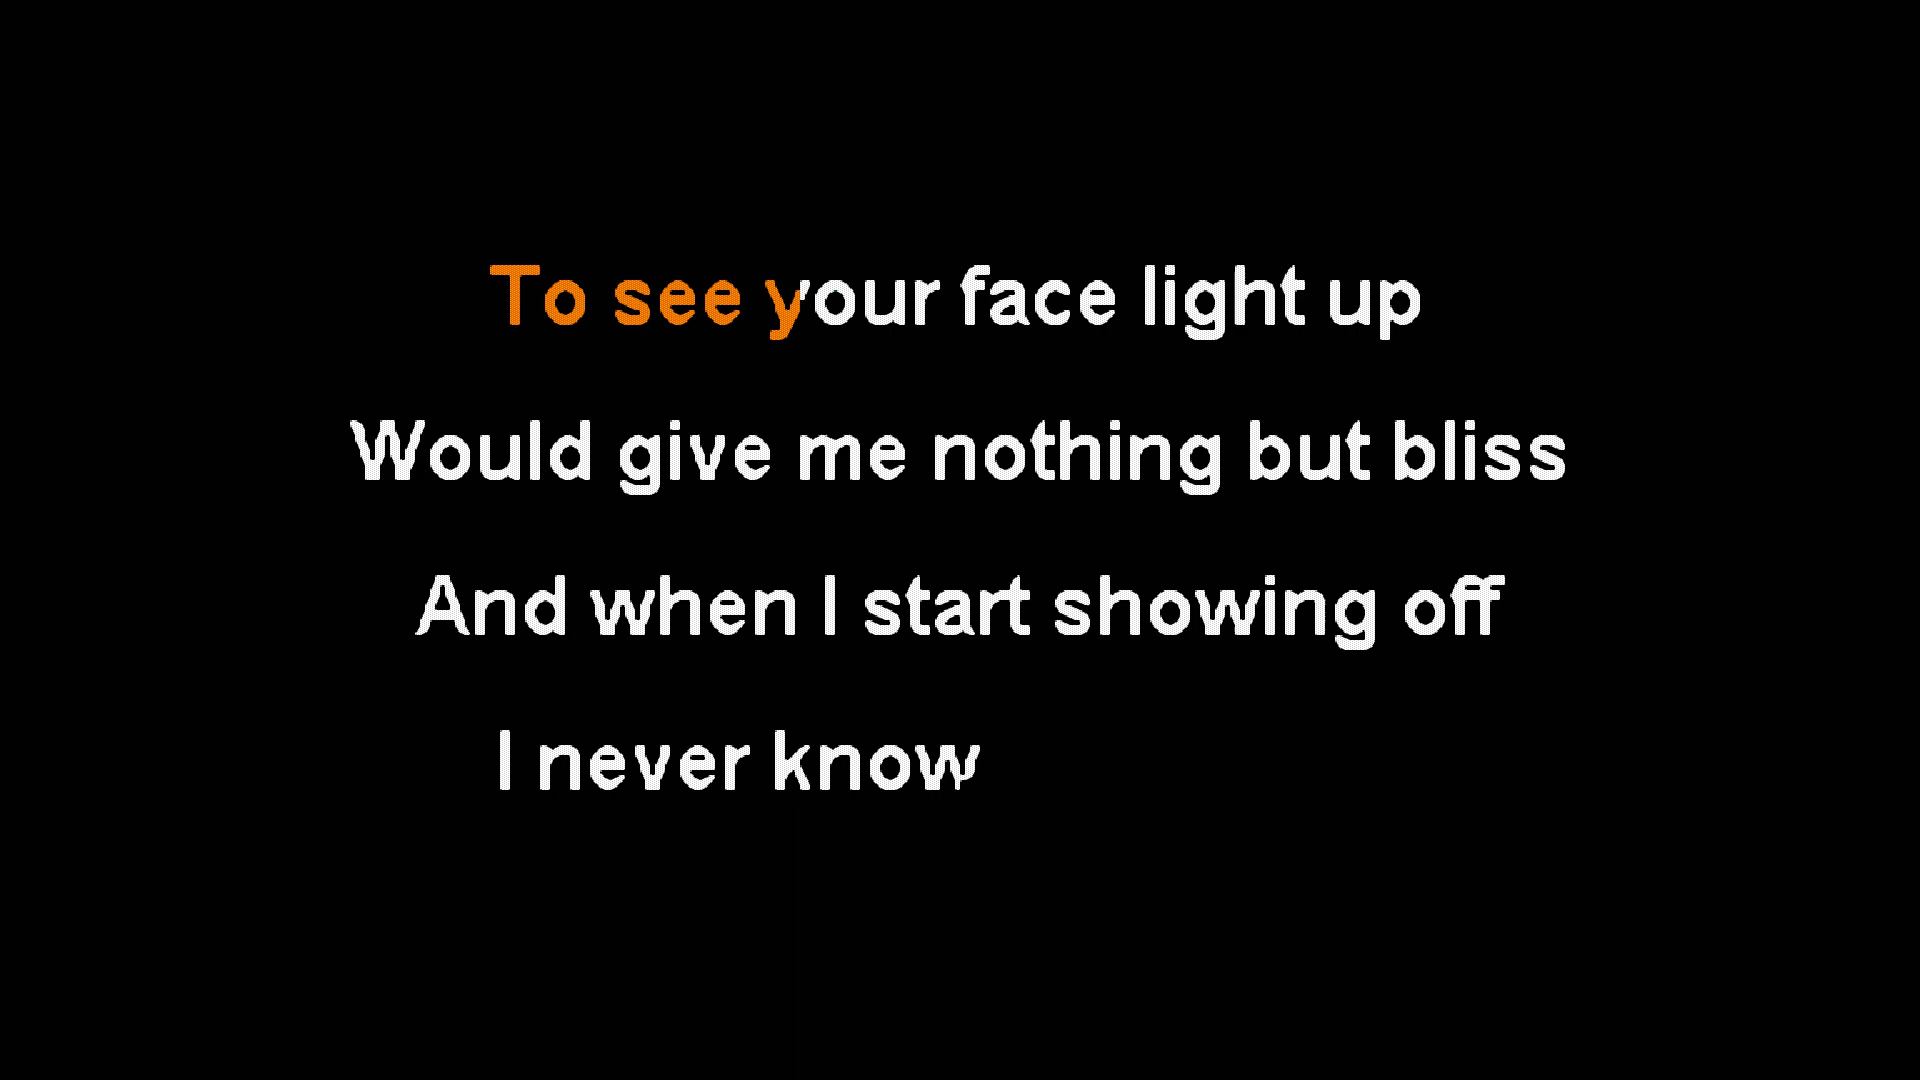 To see your face light up
Would give me nothing but bliss
And when I start showing off
I never know